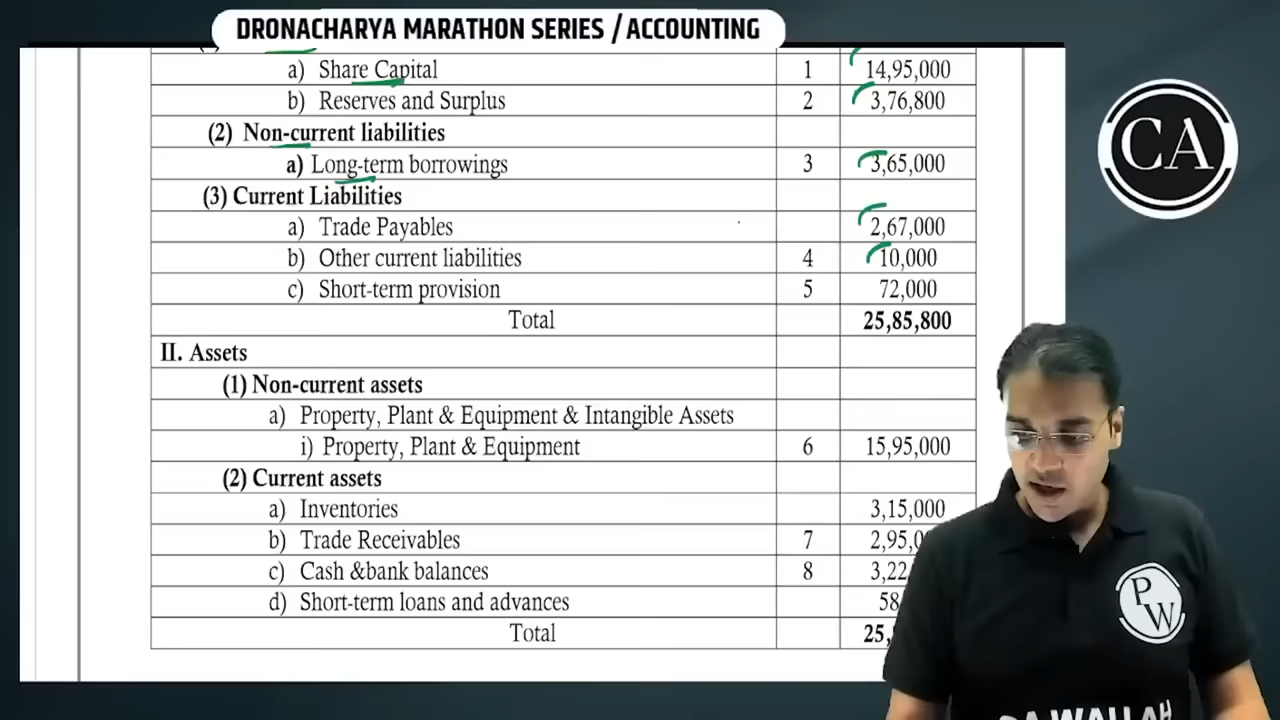 DRONACHARYA MARATHON SERIES / ACCOUNTING
a) Share Capital 1 14,95,000
b) Reserves and Surplus 2 3,76,800
(2) Non-current liabilities
a) Long-term borrowings 3 3,65,000
(3) Current Liabilities
a) Trade Payables 2,67,000
b) Other current liabilities 4 10,000
c) Short-term provision 5 72,000
Total 25,85,800
II. Assets
(1) Non-current assets
a) Property, Plant & Equipment & Intangible Assets
i) Property, Plant & Equipment 6 15,95,000
(2) Current assets
a) Inventories 3,15,000
b) Trade Receivables 7
c) Cash &bank balances 8
d) Short-term loans and advances
Total
CA
PW
WALLAH